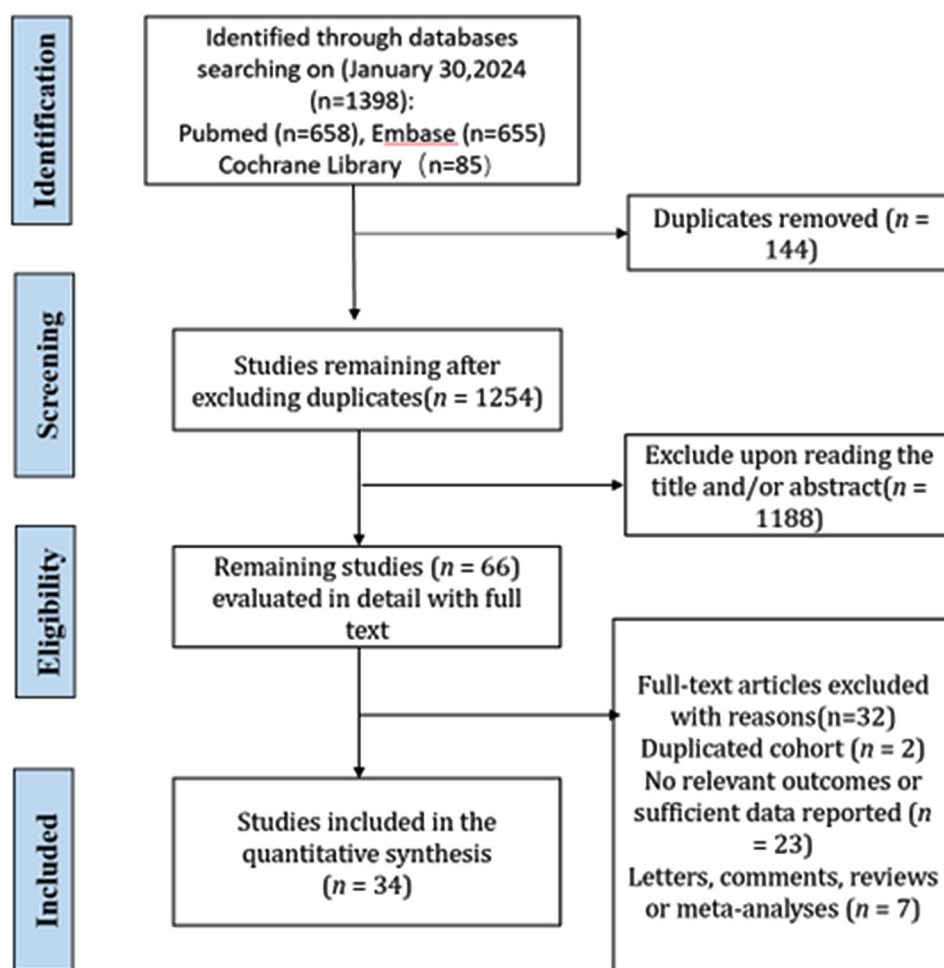 Identification
Identified through databases
searching on (January 30,2024
(n=1398):
Pubmed (n=658), Embase (n=655)
Cochrane Library （n=85）
Duplicates removed (n =
144)
Screening
Studies remaining after
excluding duplicates(n = 1254)
Exclude upon reading the
title and/or abstract(n =
1188)
Eligibility
Remaining studies (n = 66)
evaluated in detail with full
text
Full-text articles excluded
with reasons(n=32)
Duplicated cohort (n = 2)
No relevant outcomes or
sufficient data reported (n
= 23)
Letters, comments, reviews
or meta-analyses (n = 7)
Included
Studies included in the
quantitative synthesis
(n = 34)